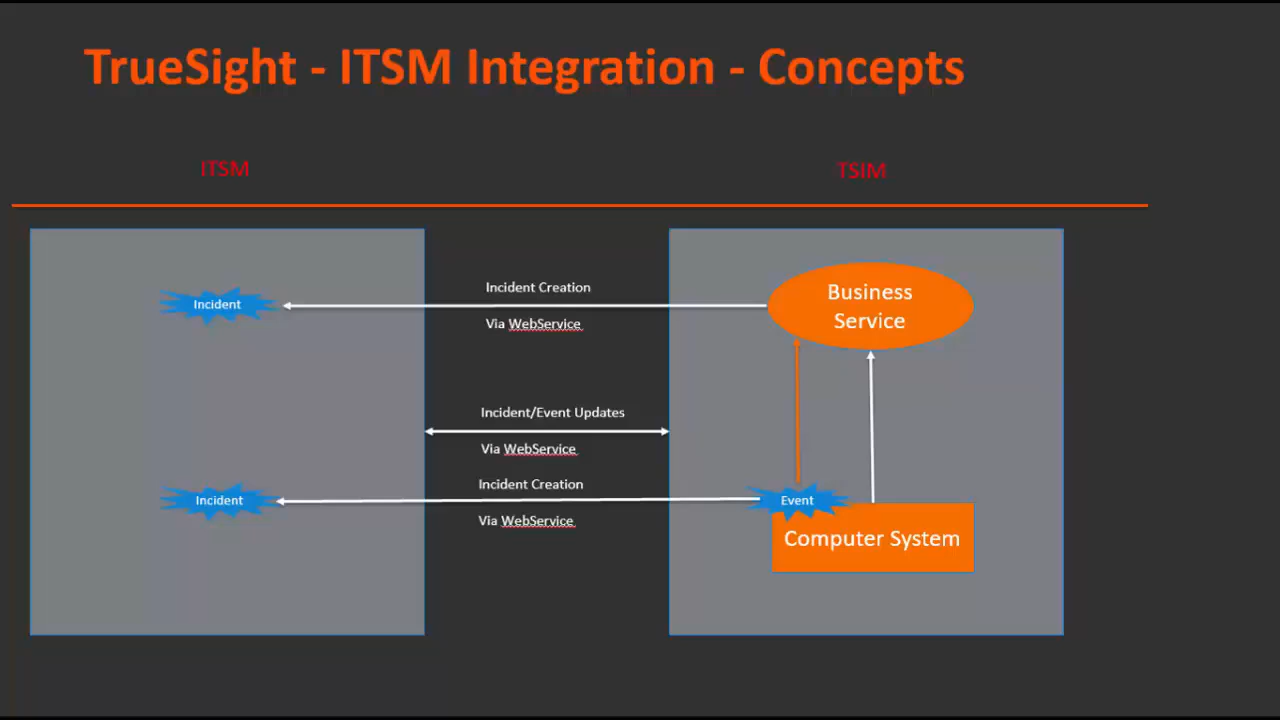 TrueSight - ITSM Integration - Concepts
ITSM
TSIM
Incident
Incident Creation
Via WebService
Business
Service
Incident/Event Updates
Via WebService
Incident
Incident Creation
Via WebService
Event
Computer System